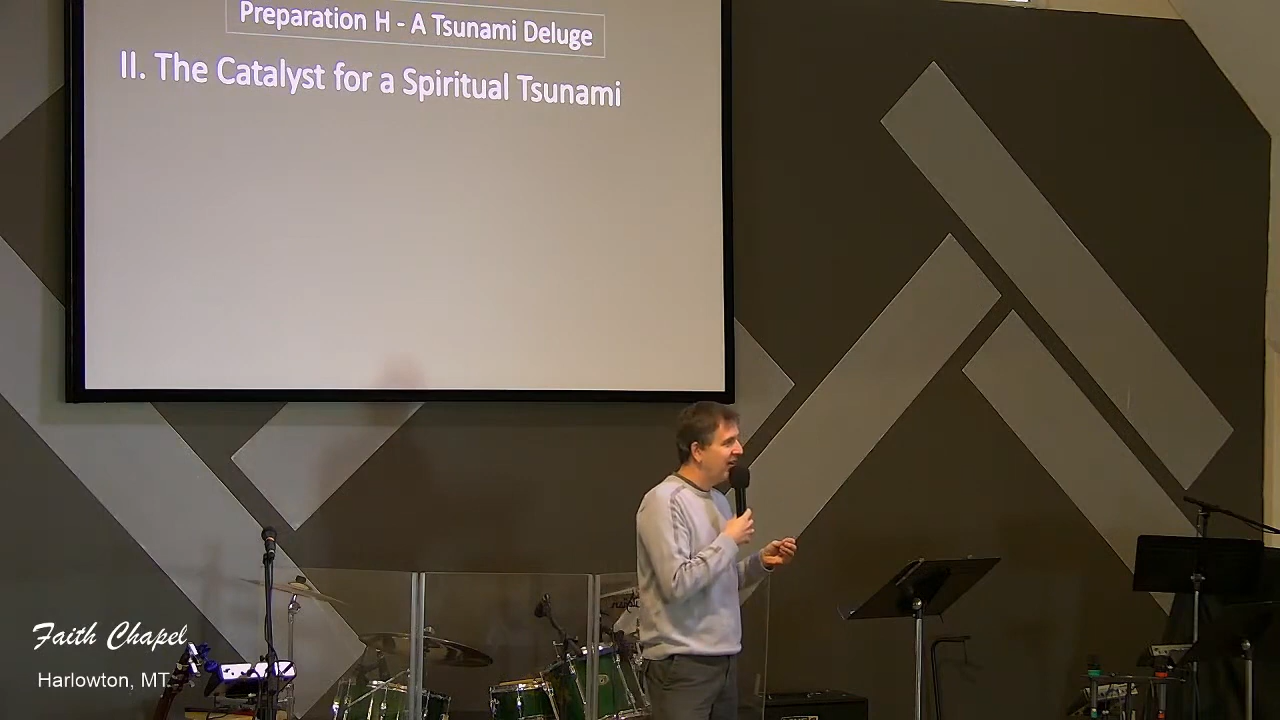 Preparation H - A Tsunami Deluge
II. The Catalyst for a Spiritual Tsunami
Faith Chapel
Harlowton, MT